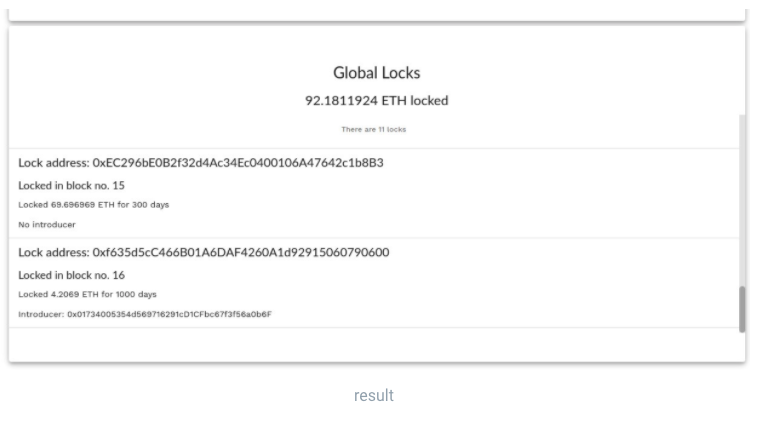 Global Locks
92.1811924 ETH locked
There are 11 locks
Lock address: 0xEC296bE0B2f32d4Ac34Ec0400106A47642c1b8B3
Locked in block no. 15
Locked 69.696969 ETH for 300 days
No introducer
Lock address: 0xf635d5cC466B01A6DAF4260A1d92915060790600
Locked in block no. 16
Locked 4.2069 ETH for 1000 days
Introducer: 0x01734005354d569716291cD1CFbc67f3f56a0b6F
result